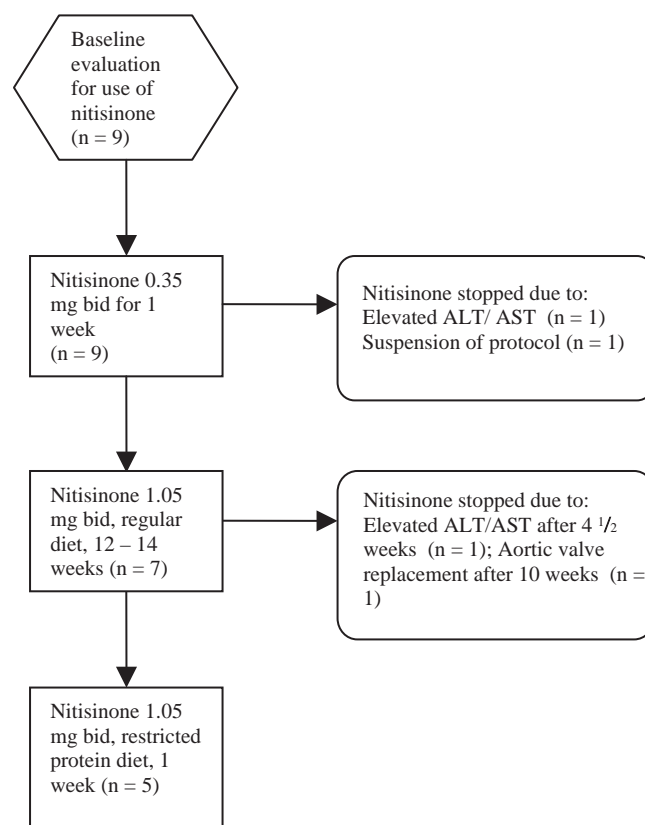 Baseline
evaluation
for use of
nitisinone
(n = 9)
Nitisinone 0.35
mg bid for 1
week
(n = 9)
Nitisinone stopped due to:
Elevated ALT/ AST (n = 1)
Suspension of protocol (n = 1)
Nitisinone 1.05
mg bid, regular
diet, 12 – 14
weeks (n = 7)
Nitisinone stopped due to:
Elevated ALT/AST after 4 1/2
weeks (n = 1); Aortic valve
replacement after 10 weeks (n =
1)
Nitisinone 1.05
mg bid, restricted
protein diet, 1
week (n = 5)